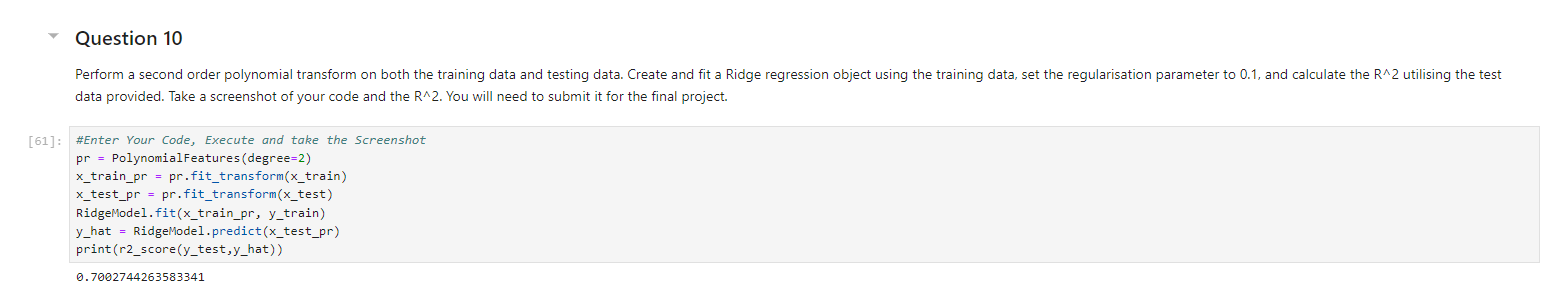 Question 10
Perform a second order polynomial transform on both the training data and testing data. Create and fit a Ridge regression object using the training data, set the regularisation parameter to 0.1, and calculate the R^2 utilising the test
data provided. Take a screenshot of your code and the R^2. You will need to submit it for the final project.
[61]: #Enter Your Code, Execute and take the Screenshot
pr = PolynomialFeatures(degree=2)
x_train_pr = pr.fit_transform(x_train)
x_test_pr = pr.fit_transform(x_test)
RidgeModel.fit(x_train_pr, y_train)
y_hat = RidgeModel.predict(x_test_pr)
print(r2_score(y_test,y_hat))
0.7002744263583341